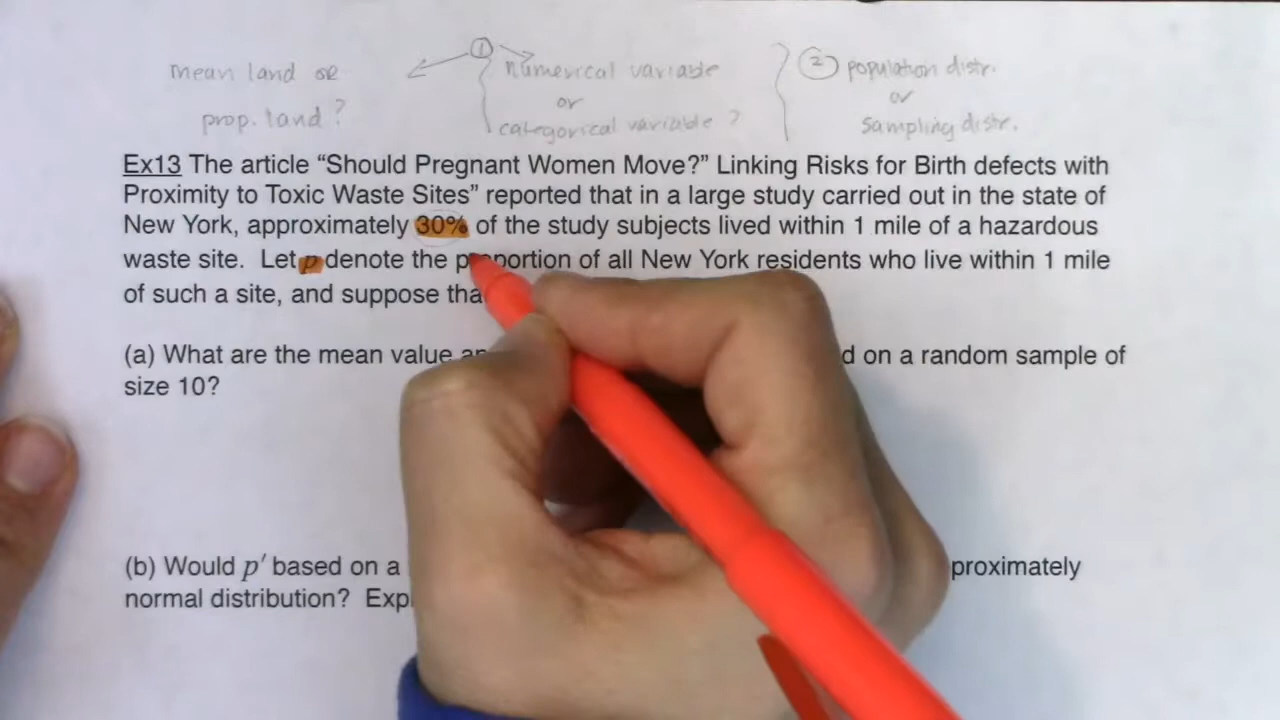 mean land or
prop. land?
① numerical variable
or
categorical variable ?
② population distr.
or
Sampling distr.
Ex13 The article “Should Pregnant Women Move?” Linking Risks for Birth defects with
Proximity to Toxic Waste Sites” reported that in a large study carried out in the state of
New York, approximately 30% of the study subjects lived within 1 mile of a hazardous
waste site. Let p denote the proportion of all New York residents who live within 1 mile
of such a site, and suppose
(a) What are the mean value on a random sample of
size 10?
(b) Would p′ based on a
normal distribution?